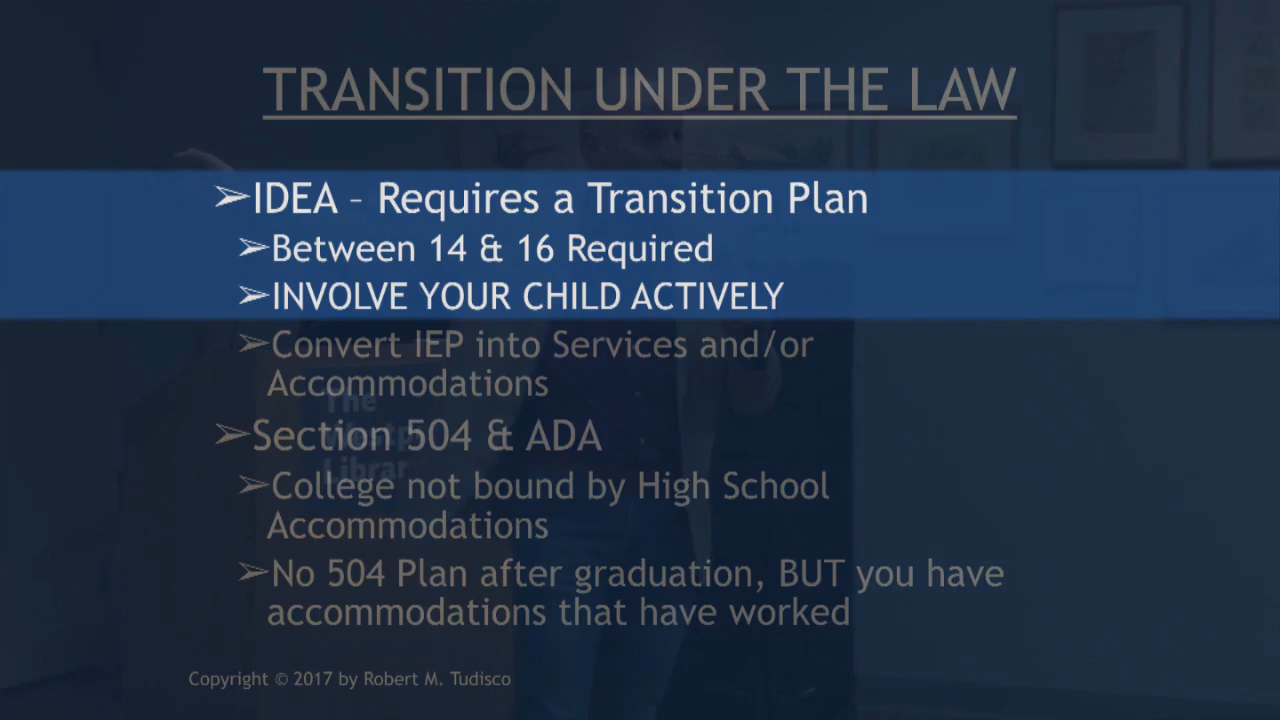 TRANSITION UNDER THE LAW
➢IDEA – Requires a Transition Plan
➢Between 14 & 16 Required
➢INVOLVE YOUR CHILD ACTIVELY
➢Convert IEP into Services and/or
Accommodations
The
➢Section 504 & ADA
Librar
➢College not bound by High School
Accommodations
➢No 504 Plan after graduation, BUT you have
accommodations that have worked
Copyright © 2017 by Robert M. Tudisco